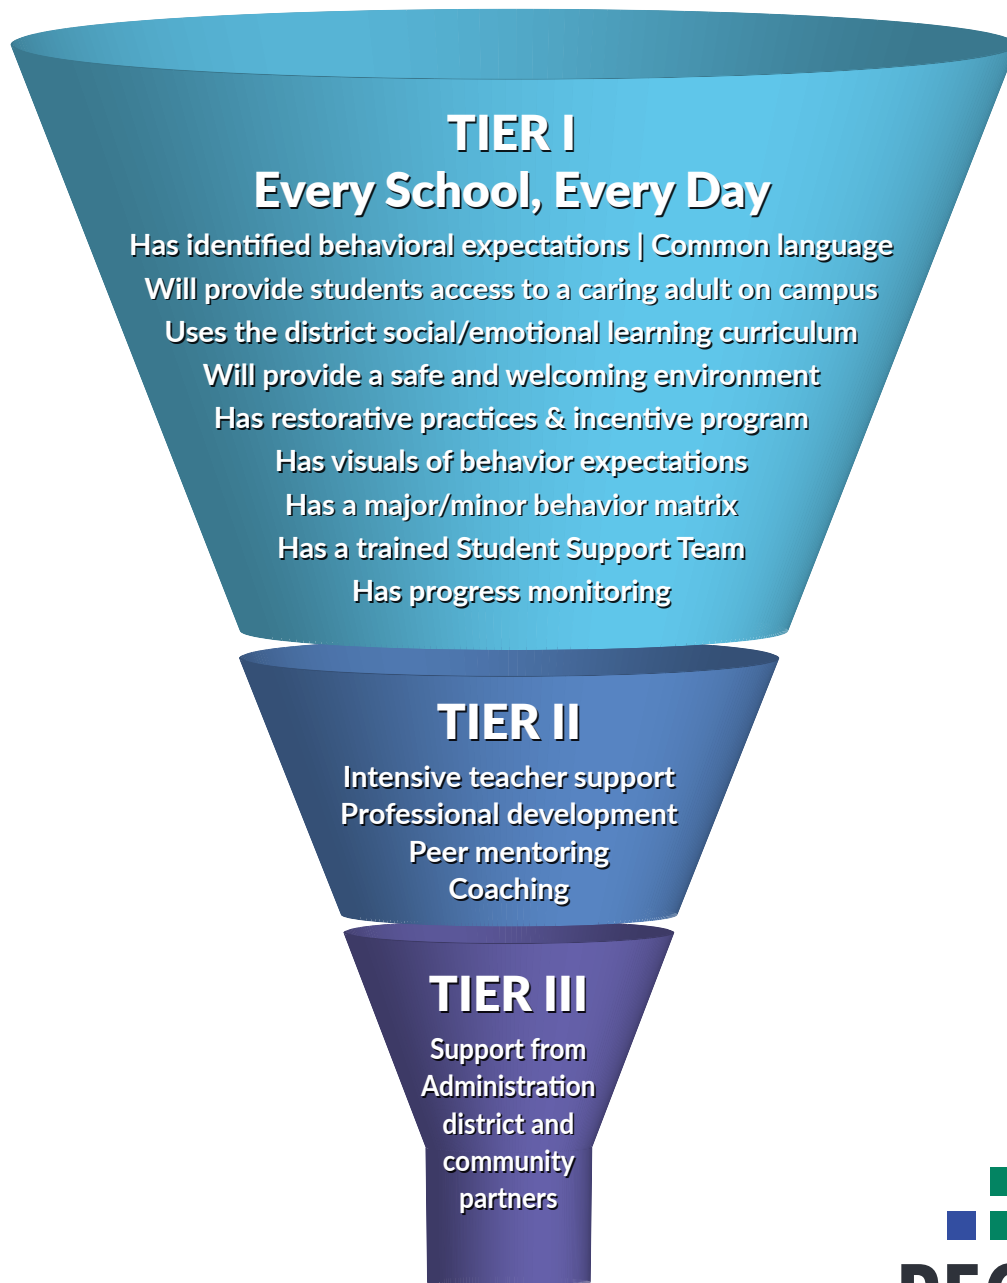 TIER I
Every School, Every Day
Has identified behavioral expectations | Common language
Will provide students access to a caring adult on campus
Uses the district social/emotional learning curriculum
Will provide a safe and welcoming environment
Has restorative practices & incentive program
Has visuals of behavior expectations
Has a major/minor behavior matrix
Has a trained Student Support Team
Has progress monitoring
TIER II
Intensive teacher support
Professional development
Peer mentoring
Coaching
TIER III
Support from
Administration
district and
community
partners